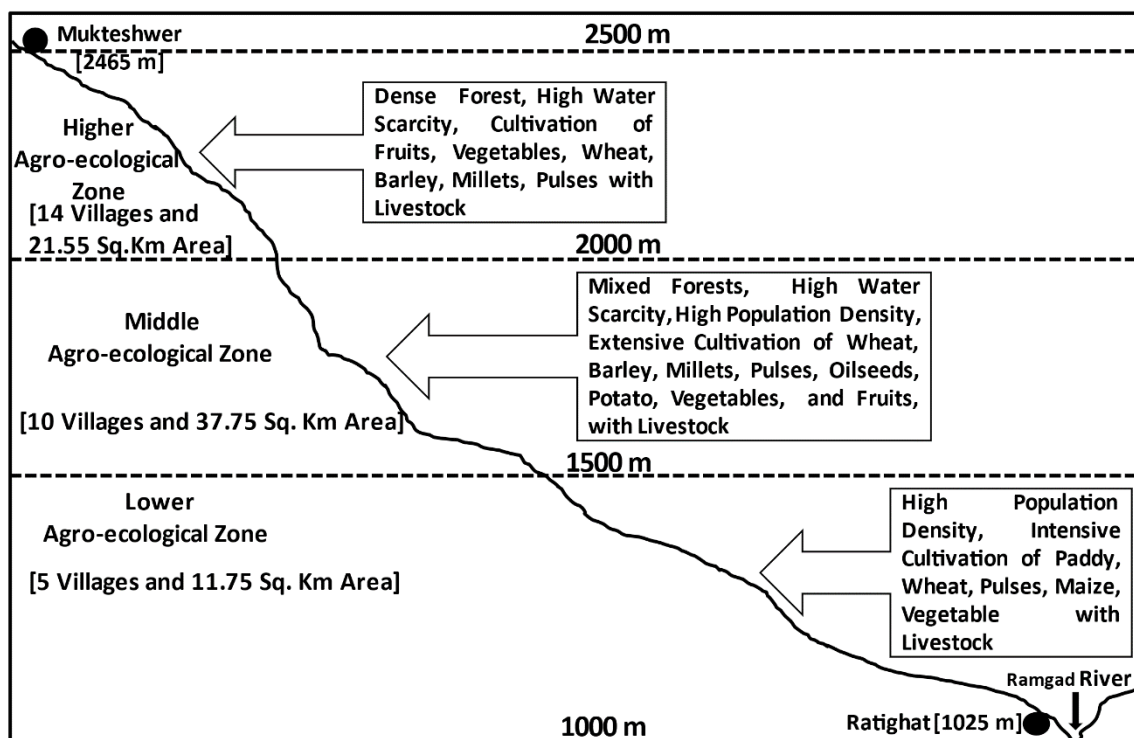 Mukteshwer
[2465 m]
2500 m
Dense Forest, High Water
Scarcity, Cultivation of
Fruits, Vegetables, Wheat,
Barley, Millets, Pulses with
Livestock
Higher
Agro-ecological
Zone
[14 Villages and
21.55 Sq.Km Area]
2000 m
Mixed Forests, High Water
Scarcity, High Population Density,
Extensive Cultivation of Wheat,
Barley, Millets, Pulses, Oilseeds,
Potato, Vegetables, and Fruits,
with Livestock
Middle
Agro-ecological Zone
[10 Villages and 37.75 Sq. Km Area]
1500 m
Lower
Agro-ecological Zone
[5 Villages and 11.75 Sq. Km Area]
High Population
Density, Intensive
Cultivation of Paddy,
Wheat, Pulses, Maize,
Vegetable with
Livestock
Ramgad River
Ratighat [1025 m]
1000 m